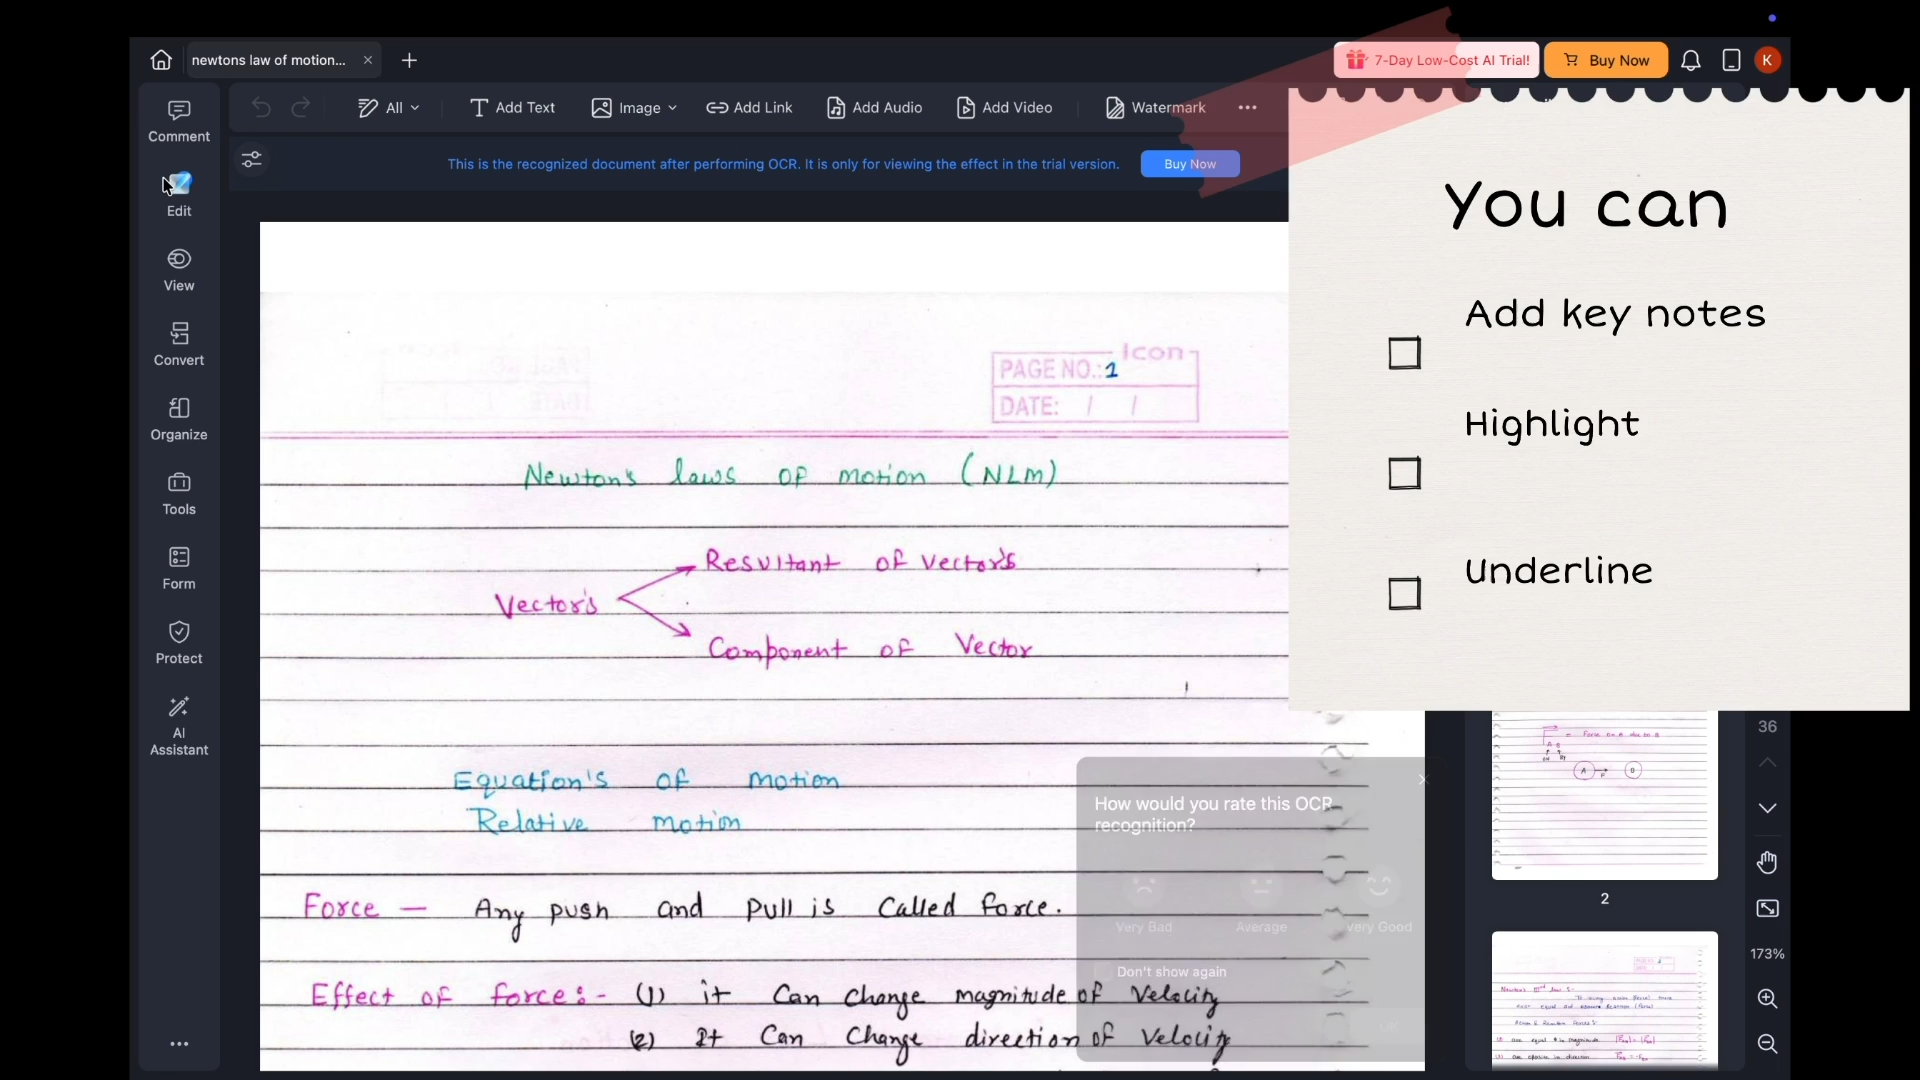 newtons law of motion...
7-Day Low-Cost AI Trial!
Buy Now
K
Comment
Edit
View
Convert
Organize
Tools
Form
Protect
AI
Assistant
All
Add Text
Image
Add Link
Add Audio
Add Video
Watermark
This is the recognized document after performing OCR. It is only for viewing the effect in the trial version.
Buy Now
You can
Add key notes
Highlight
Underline
Icon
PAGE NO.: 1
DATE: / /
Newton's laws of motion (NLM)
Resultant of vector's
Vector's
Component of Vector
Equation's of motion
Relative motion
Force — Any push and Pull is Called force.
Effect of force:- (1) it Can Change magnitude of Velocity
(2) It Can Change direction of Velocity
How would you rate this OCR
recognition?
Very Bad
Average
Very Good
Don't show again
OK
36
2
173%